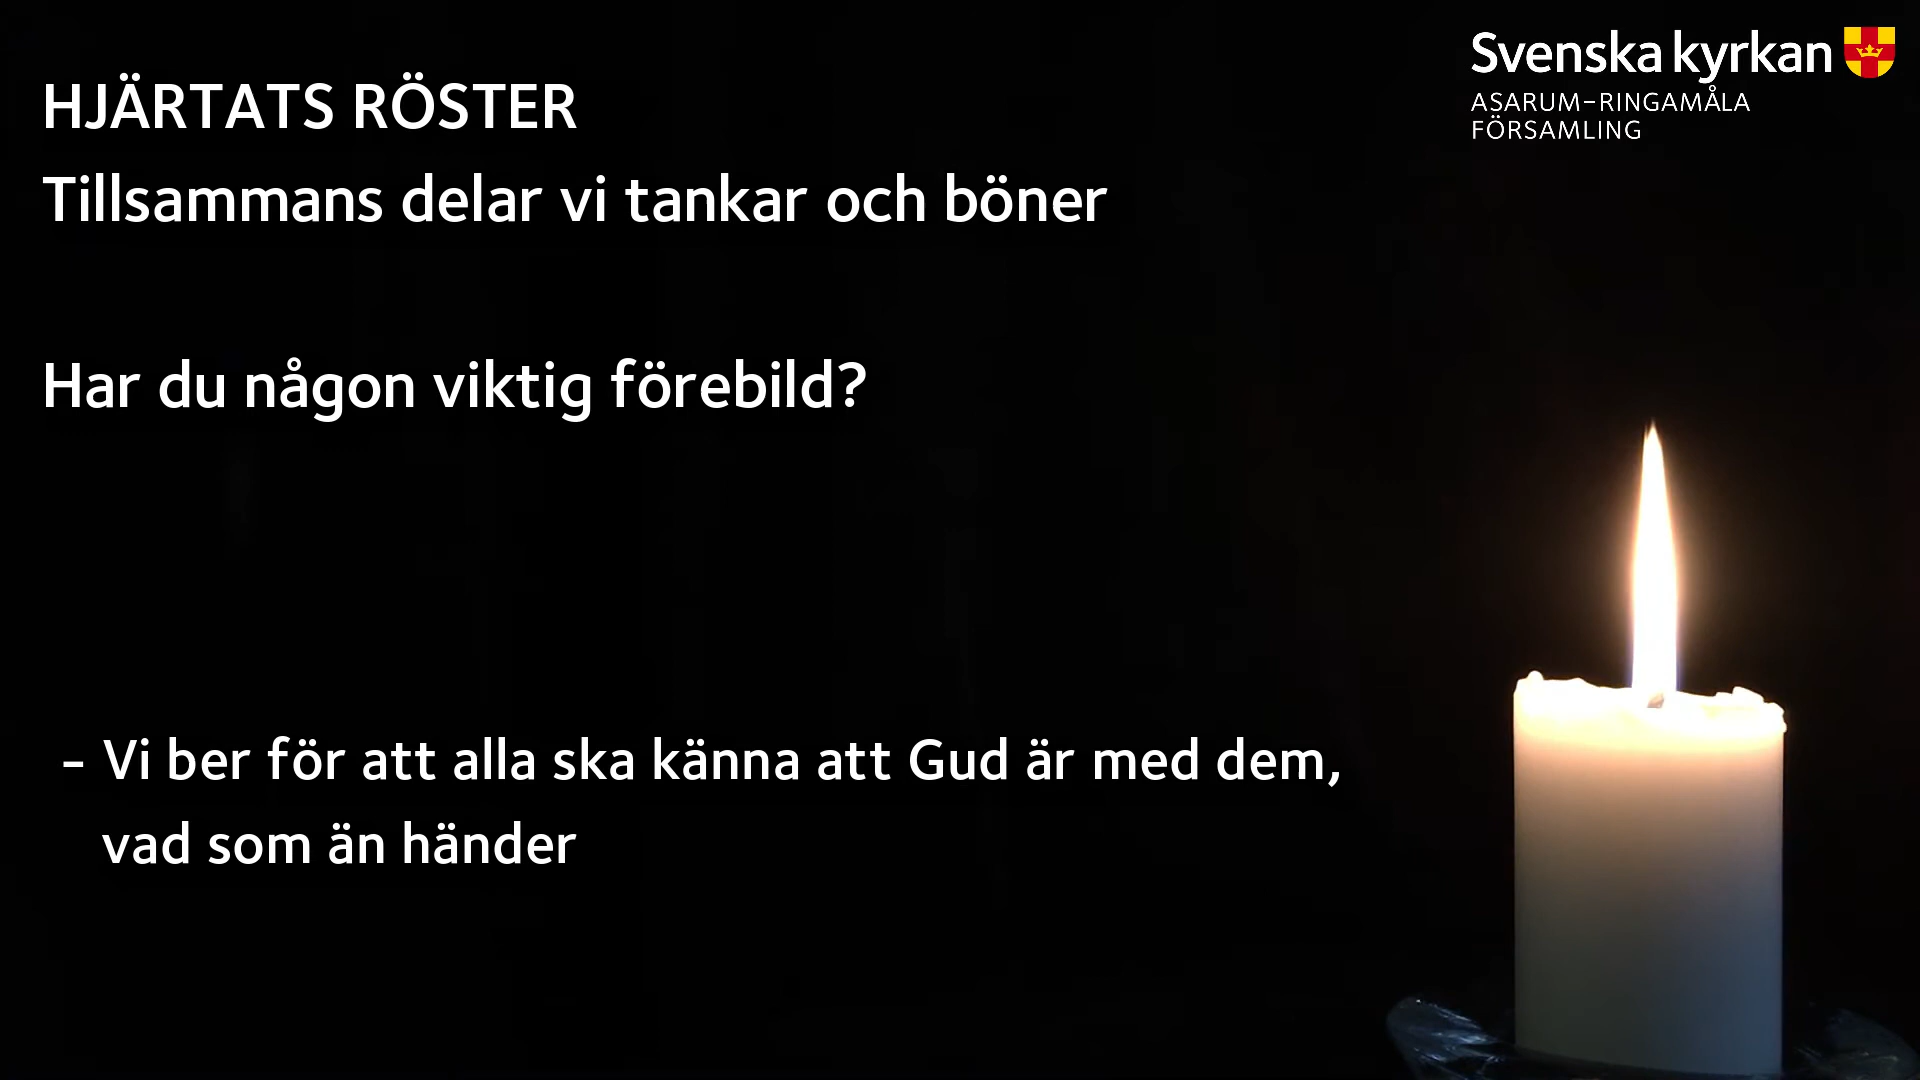 Svenska kyrkan
ASARUM-RINGAMÅLA
FÖRSAMLING
HJÄRTATS RÖSTER
Tillsammans delar vi tankar och böner
Har du någon viktig förebild?
- Vi ber för att alla ska känna att Gud är med dem,
vad som än händer